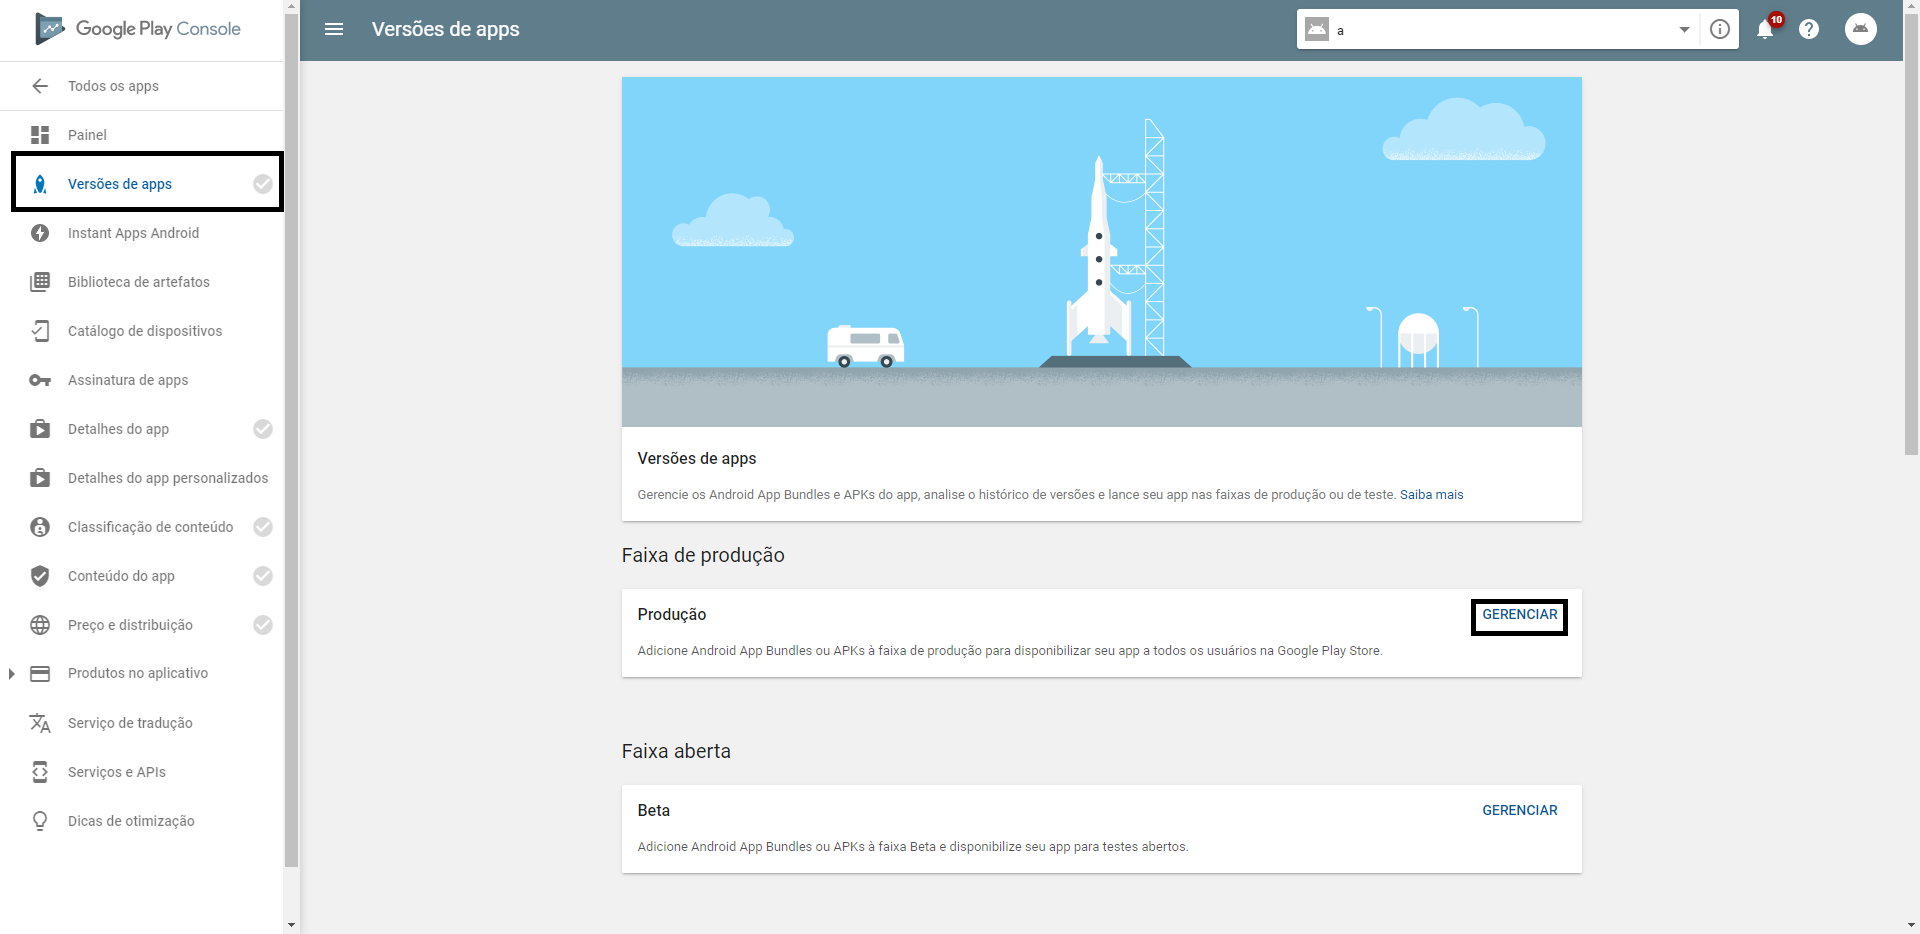 Google Play Console
Versões de apps
a
10
Todos os apps
Painel
Versões de apps
Instant Apps Android
Biblioteca de artefatos
Catálogo de dispositivos
Assinatura de apps
Detalhes do app
Detalhes do app personalizados
Classificação de conteúdo
Conteúdo do app
Preço e distribuição
Produtos no aplicativo
Serviço de tradução
Serviços e APIs
Dicas de otimização
Versões de apps
Gerencie os Android App Bundles e APKs do app, analise o histórico de versões e lance seu app nas faixas de produção ou de teste. Saiba mais
Faixa de produção
Produção
GERENCIAR
Adicione Android App Bundles ou APKs à faixa de produção para disponibilizar seu app a todos os usuários na Google Play Store.
Faixa aberta
Beta
GERENCIAR
Adicione Android App Bundles ou APKs à faixa Beta e disponibilize seu app para testes abertos.